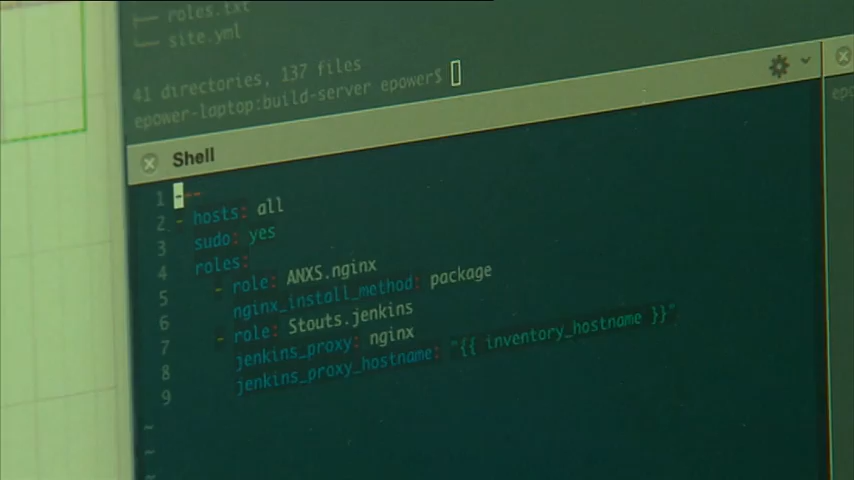 ├── roles.txt
└── site.yml
41 directories, 137 files
epower-laptop:build-server epower$
Shell
1 ---
2 - hosts: all
3 sudo: yes
4 roles:
5 - role: ANXS.nginx
6 nginx_install_method: package
7 - role: Stouts.jenkins
8 jenkins_proxy: nginx
9 jenkins_proxy_hostname: "{{ inventory_hostname }}"
~
~
epo